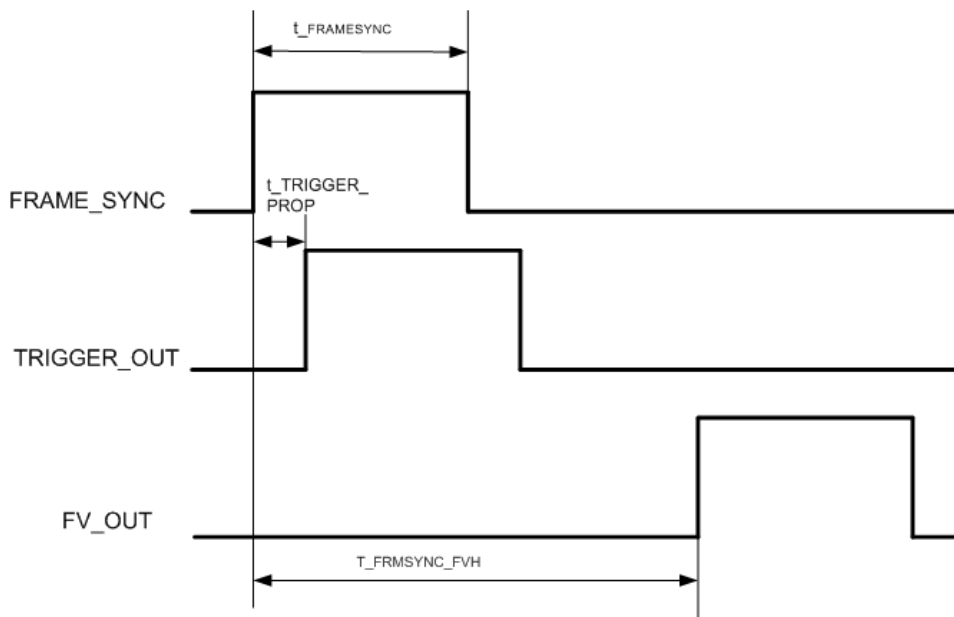 t_FRAMESYNC
FRAME_SYNC
t_TRIGGER_
PROP
TRIGGER_OUT
FV_OUT
T_FRMSYNC_FVH